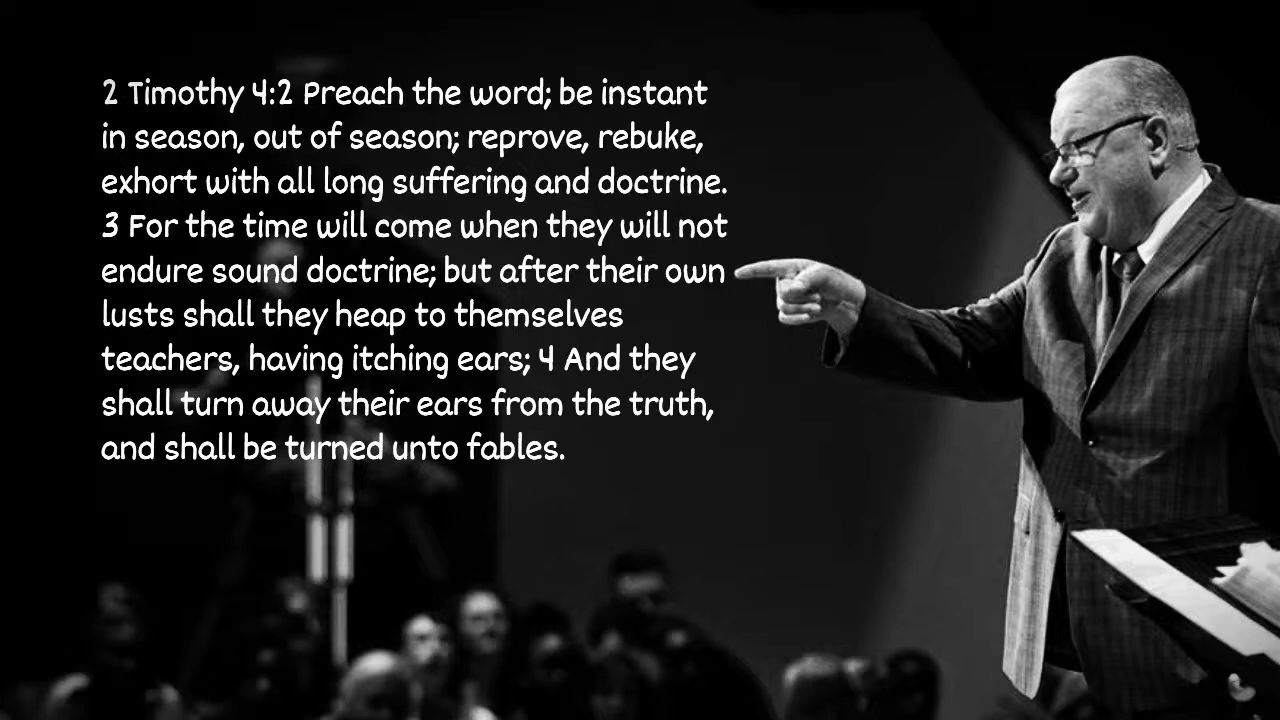 2 Timothy 4:2 Preach the word; be instant
in season, out of season; reprove, rebuke,
exhort with all long suffering and doctrine.
3 For the time will come when they will not
endure sound doctrine; but after their own
lusts shall they heap to themselves
teachers, having itching ears; 4 And they
shall turn away their ears from the truth,
and shall be turned unto fables.